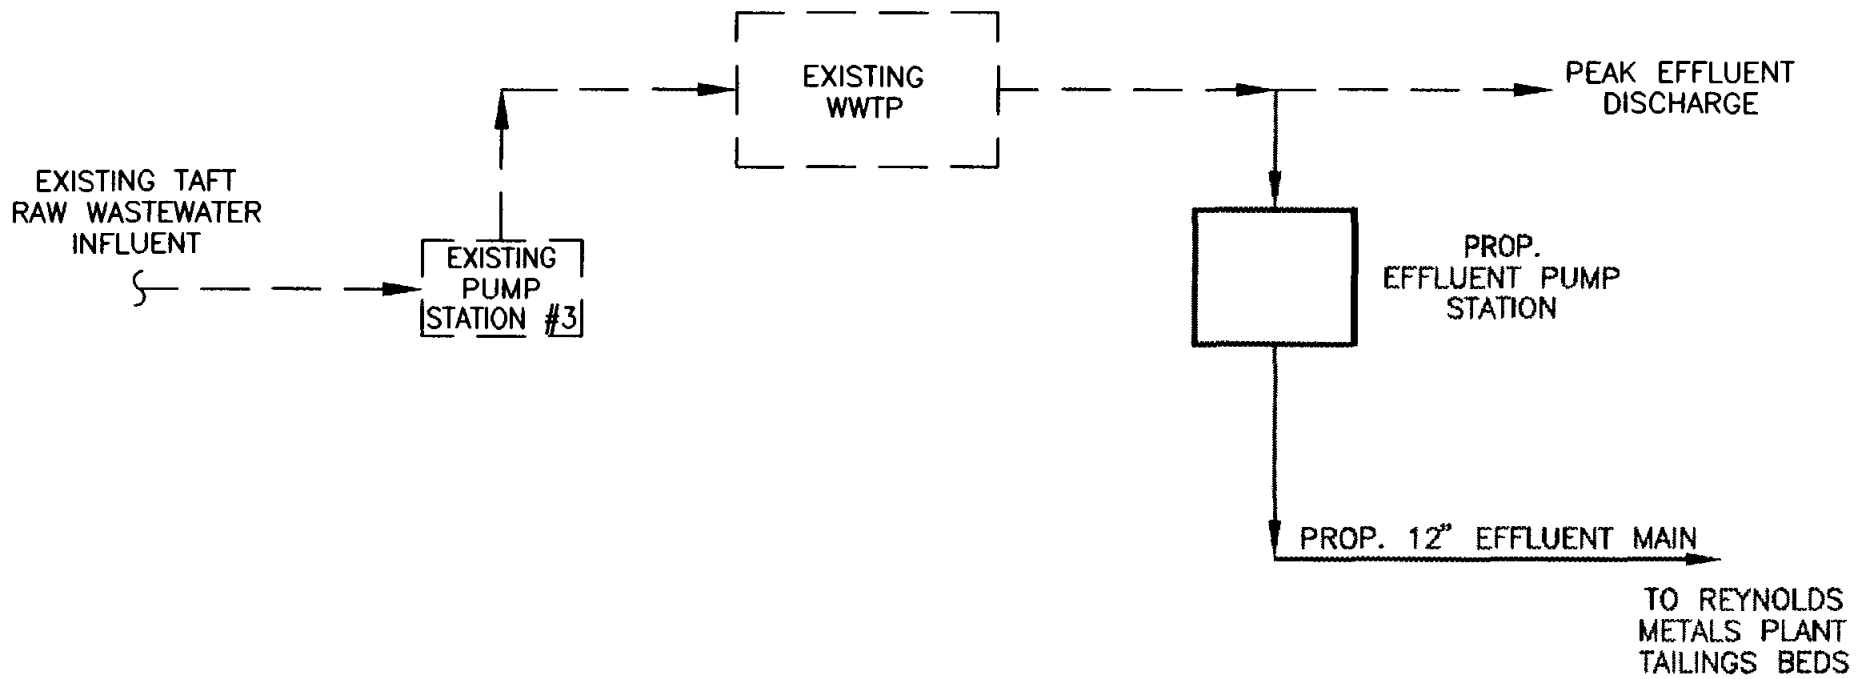 EXISTING
WWTP
PEAK EFFLUENT
DISCHARGE
EXISTING TAFT
RAW WASTEWATER
INFLUENT
EXISTING
PUMP
STATION #3
PROP.
EFFLUENT PUMP
STATION
PROP. 12" EFFLUENT MAIN
TO REYNOLDS
METALS PLANT
TAILINGS BEDS